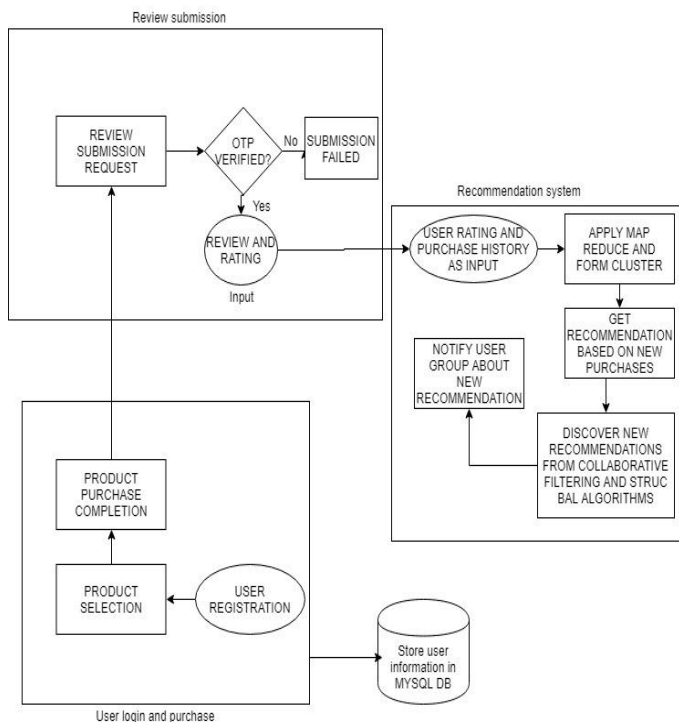 Review submission
REVIEW
SUBMISSION
REQUEST
OTP
VERIFIED?
No
SUBMISSION
FAILED
Yes
REVIEW AND
RATING
Input
Recommendation system
USER RATING AND
PURCHASE HISTORY
AS INPUT
APPLY MAP
REDUCE AND
FORM CLUSTER
GET
RECOMMENDATION
BASED ON NEW
PURCHASES
NOTIFY USER
GROUP ABOUT
NEW
RECOMMENDATION
DISCOVER NEW
RECOMMENDATIONS
FROM COLLABORATIVE
FILTERING AND STRUC
BAL ALGORITHMS
PRODUCT
PURCHASE
COMPLETION
PRODUCT
SELECTION
USER
REGISTRATION
Store user
information in
MYSQL DB
User login and purchase